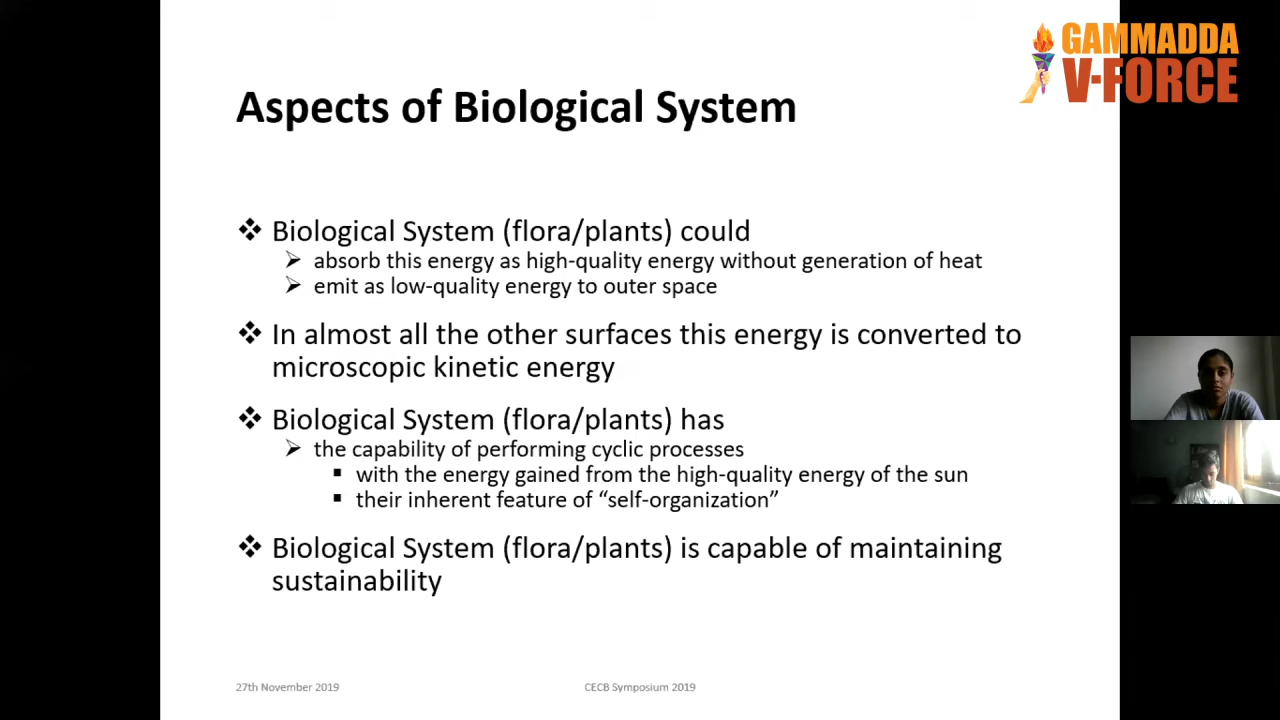 GAMMADDA
V-FORCE
Aspects of Biological System
❖ Biological System (flora/plants) could
➢ absorb this energy as high-quality energy without generation of heat
➢ emit as low-quality energy to outer space
❖ In almost all the other surfaces this energy is converted to
microscopic kinetic energy
❖ Biological System (flora/plants) has
➢ the capability of performing cyclic processes
▪ with the energy gained from the high-quality energy of the sun
▪ their inherent feature of “self-organization”
❖ Biological System (flora/plants) is capable of maintaining
sustainability
27th November 2019
CECB Symposium 2019